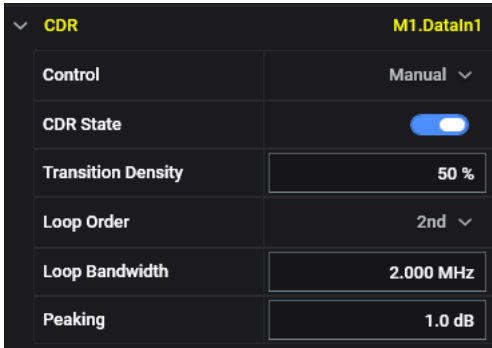 CDR M1.DataIn1
Control Manual
CDR State
Transition Density 50 %
Loop Order 2nd
Loop Bandwidth 2.000 MHz
Peaking 1.0 dB